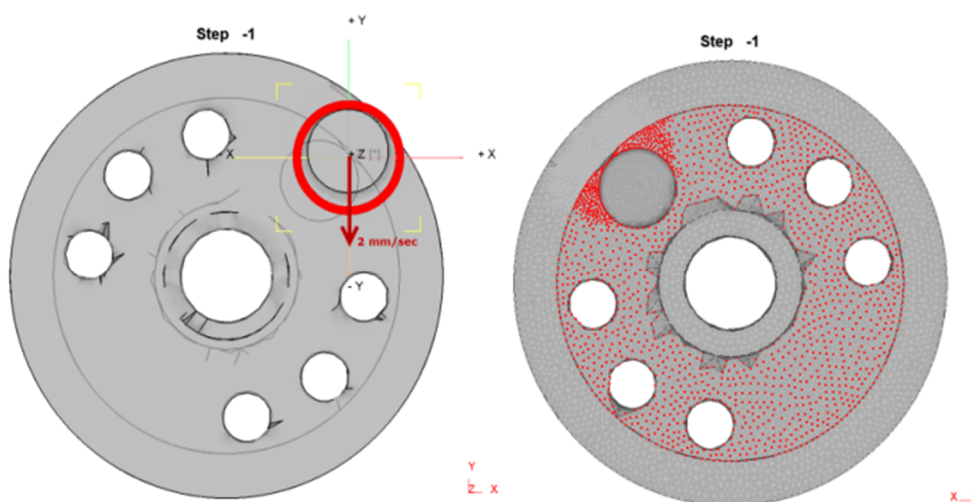 Step -1
+ Y
- X
+ Z [*]
+ X
2 mm/sec
- Y
Y
Z X
Step -1
X